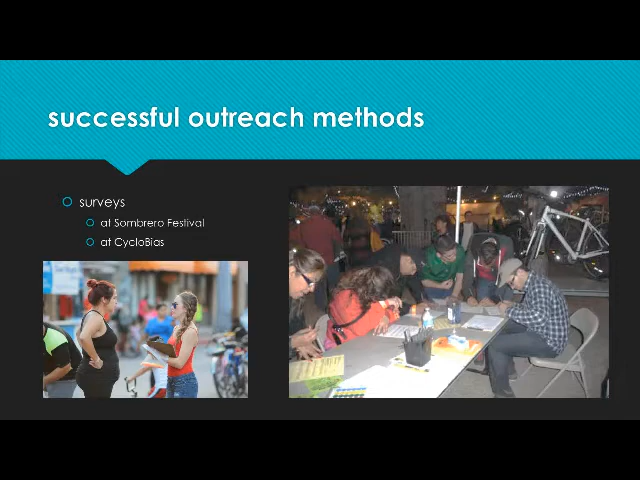 successful outreach methods
surveys
at Sombrero Festival
at CycloBias